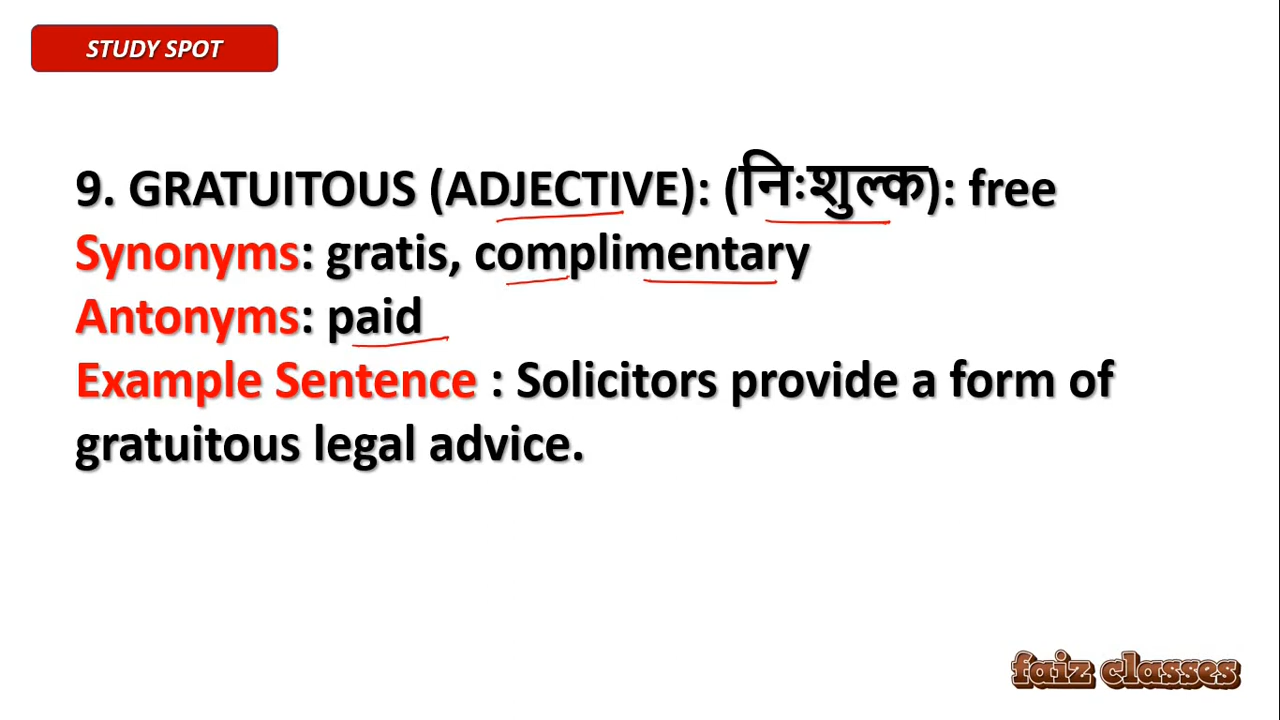 STUDY SPOT
9. GRATUITOUS (ADJECTIVE): (निःशुल्क): free
Synonyms: gratis, complimentary
Antonyms: paid
Example Sentence : Solicitors provide a form of
gratuitous legal advice.
faiz classes